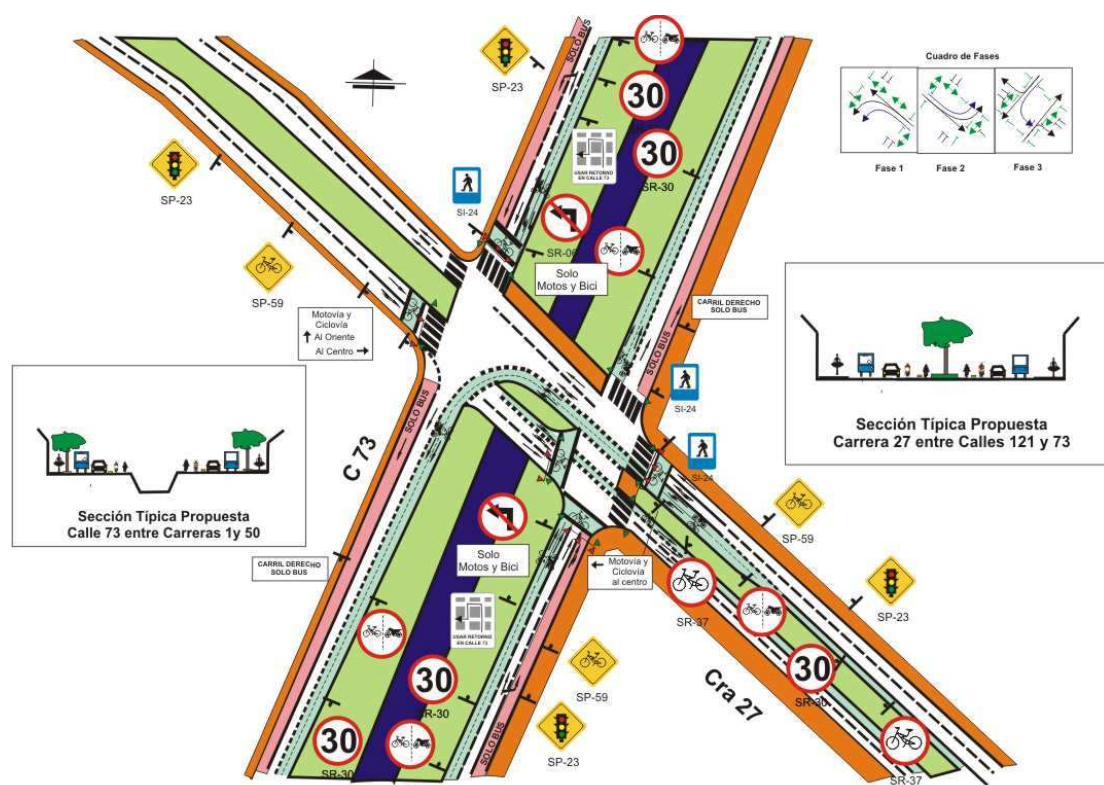 SOLO BUS
SP-23
30
30
SR-30
USAR RETORNO
EN CALLE 73
SI-24
SR-06
Solo
Motos y Bici
Cuadro de Fases
Fase 1
Fase 2
Fase 3
SP-23
SP-59
Motovía y
Ciclovía
Al Oriente
Al Centro
CARRIL DERECHO
SOLO BUS
SOLO BUS
SI-24
SI-24
Sección Típica Propuesta
Carrera 27 entre Calles 121 y 73
SOLO BUS
C 73
Sección Típica Propuesta
Calle 73 entre Carreras 1y 50
CARRIL DERECHO
SOLO BUS
Solo
Motos y Bici
USAR RETORNO
EN CALLE 73
Motovía y
Ciclovía
al centro
SR-37
SP-59
SP-23
Cra 27
30
SR-30
30
SR-30
30
SR-30
SR-37
SP-59
SP-23
SOLO BUS